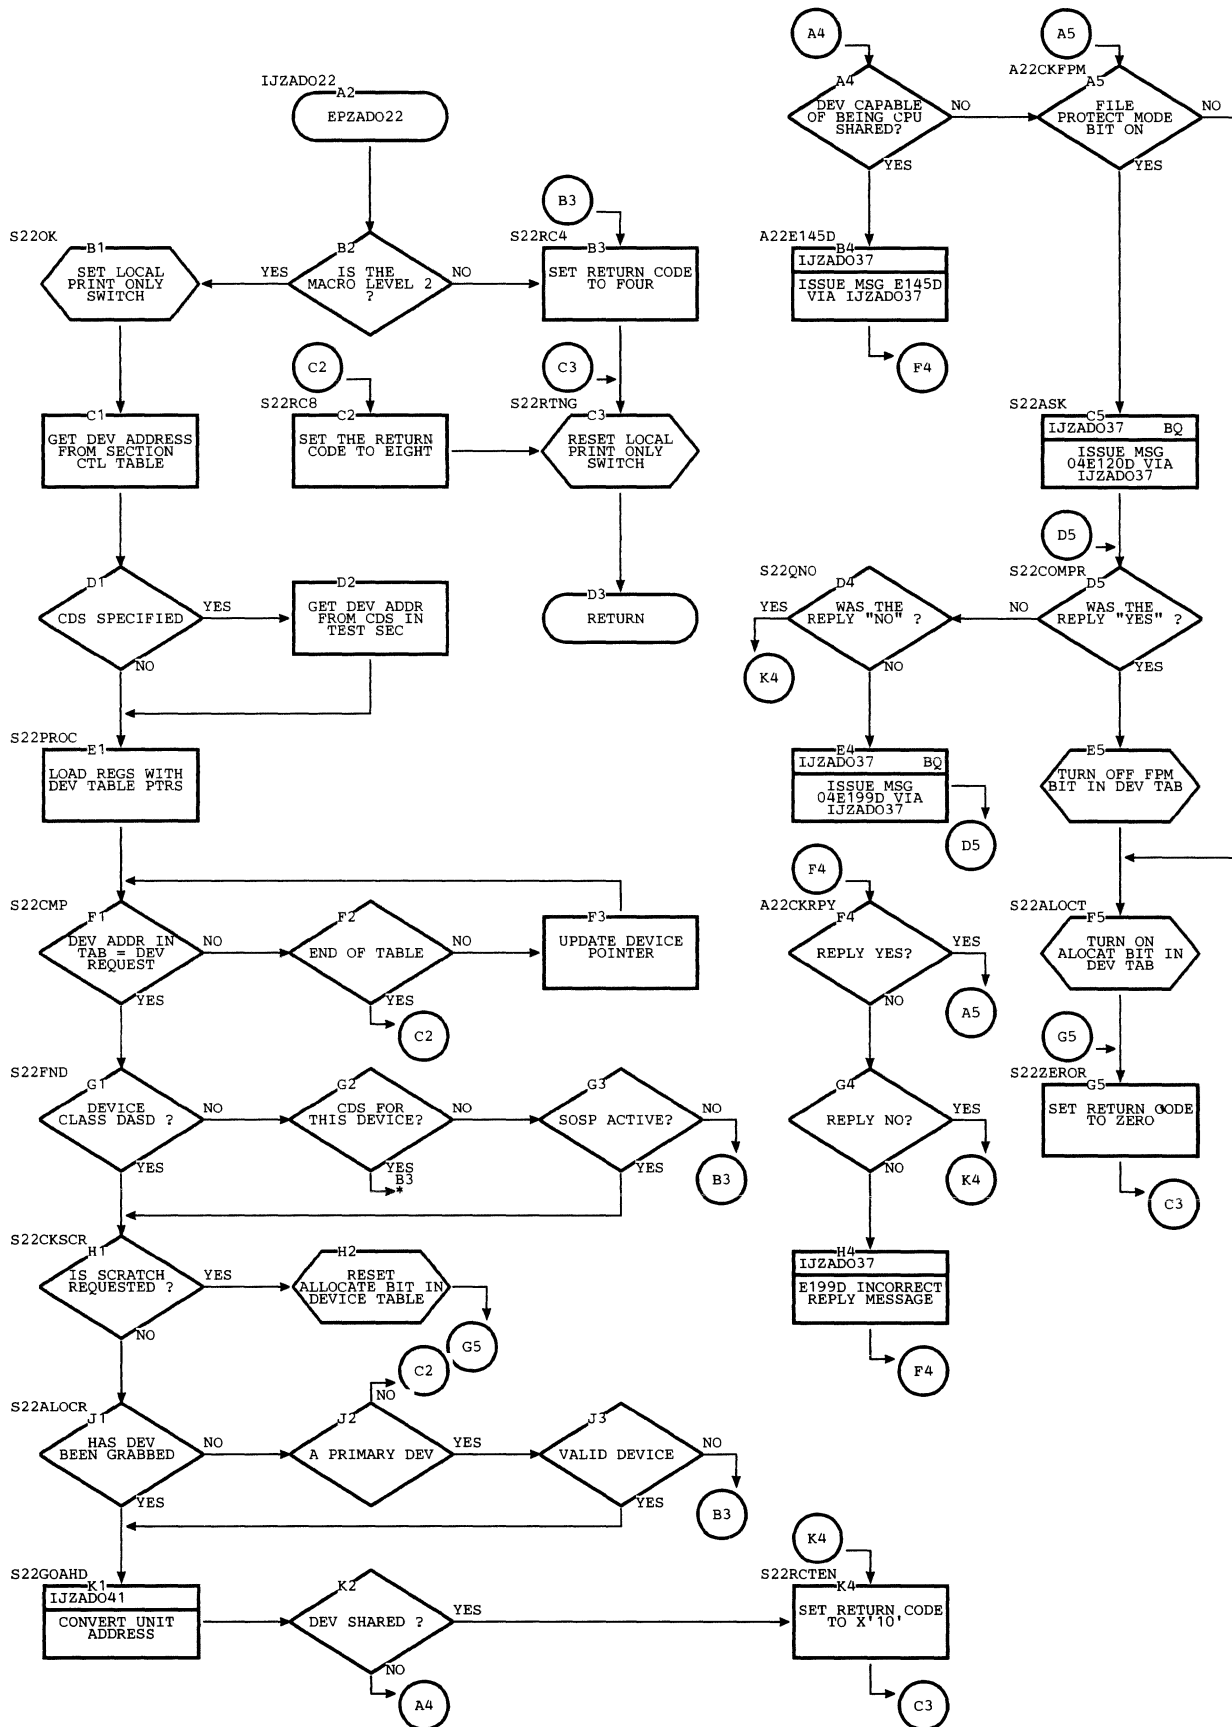 IJZADO22
A2
EPZADO22
S22OK
B1
SET LOCAL
PRINT ONLY
SWITCH
YES
B2
IS THE
MACRO LEVEL 2
?
NO
B3
S22RC4
B3
SET RETURN CODE
TO FOUR
C1
GET DEV ADDRESS
FROM SECTION
CTL TABLE
C2
S22RC8
C2
SET THE RETURN
CODE TO EIGHT
C3
S22RTNG
C3
RESET LOCAL
PRINT ONLY
SWITCH
D1
CDS SPECIFIED
YES
NO
D2
GET DEV ADDR
FROM CDS IN
TEST SEC
D3
RETURN
S22PROC
E1
LOAD REGS WITH
DEV TABLE PTRS
S22CMP
F1
DEV ADDR IN
TAB = DEV
REQUEST
NO
YES
F2
END OF TABLE
NO
YES
C2
F3
UPDATE DEVICE
POINTER
S22FND
G1
DEVICE
CLASS DASD ?
NO
YES
G2
CDS FOR
THIS DEVICE?
NO
YES
B3
*
G3
SOSP ACTIVE?
NO
YES
B3
S22CKSCR
H1
IS SCRATCH
REQUESTED ?
YES
NO
H2
RESET
ALLOCATE BIT IN
DEVICE TABLE
G5
C2
NO
S22ALOCR
J1
HAS DEV
BEEN GRABBED
NO
YES
J2
A PRIMARY DEV
YES
J3
VALID DEVICE
NO
YES
B3
S22GOAHD
K1
IJZADO41
CONVERT UNIT
ADDRESS
K2
DEV SHARED ?
YES
NO
A4
A4
A4
DEV CAPABLE
OF BEING CPU
SHARED?
NO
YES
A5
A22CKFPM
A5
FILE
PROTECT MODE
BIT ON
NO
YES
A22E145D
B4
IJZADO37
ISSUE MSG E145D
VIA IJZADO37
F4
S22ASK
C5
IJZADO37 BQ
ISSUE MSG
04E120D VIA
IJZADO37
D5
S22QNO
D4
WAS THE
REPLY "NO" ?
YES
NO
K4
S22COMPR
D5
WAS THE
REPLY "YES" ?
NO
YES
E4
IJZADO37 BQ
ISSUE MSG
04E199D VIA
IJZADO37
D5
E5
TURN OFF FPM
BIT IN DEV TAB
F4
A22CKRPY
F4
REPLY YES?
YES
NO
A5
S22ALOCT
F5
TURN ON
ALOCAT BIT IN
DEV TAB
G4
REPLY NO?
YES
NO
K4
G5
S22ZEROR
G5
SET RETURN CODE
TO ZERO
C3
H4
IJZADO37
E199D INCORRECT
REPLY MESSAGE
F4
K4
S22RCTEN
K4
SET RETURN CODE
TO X'10'
C3